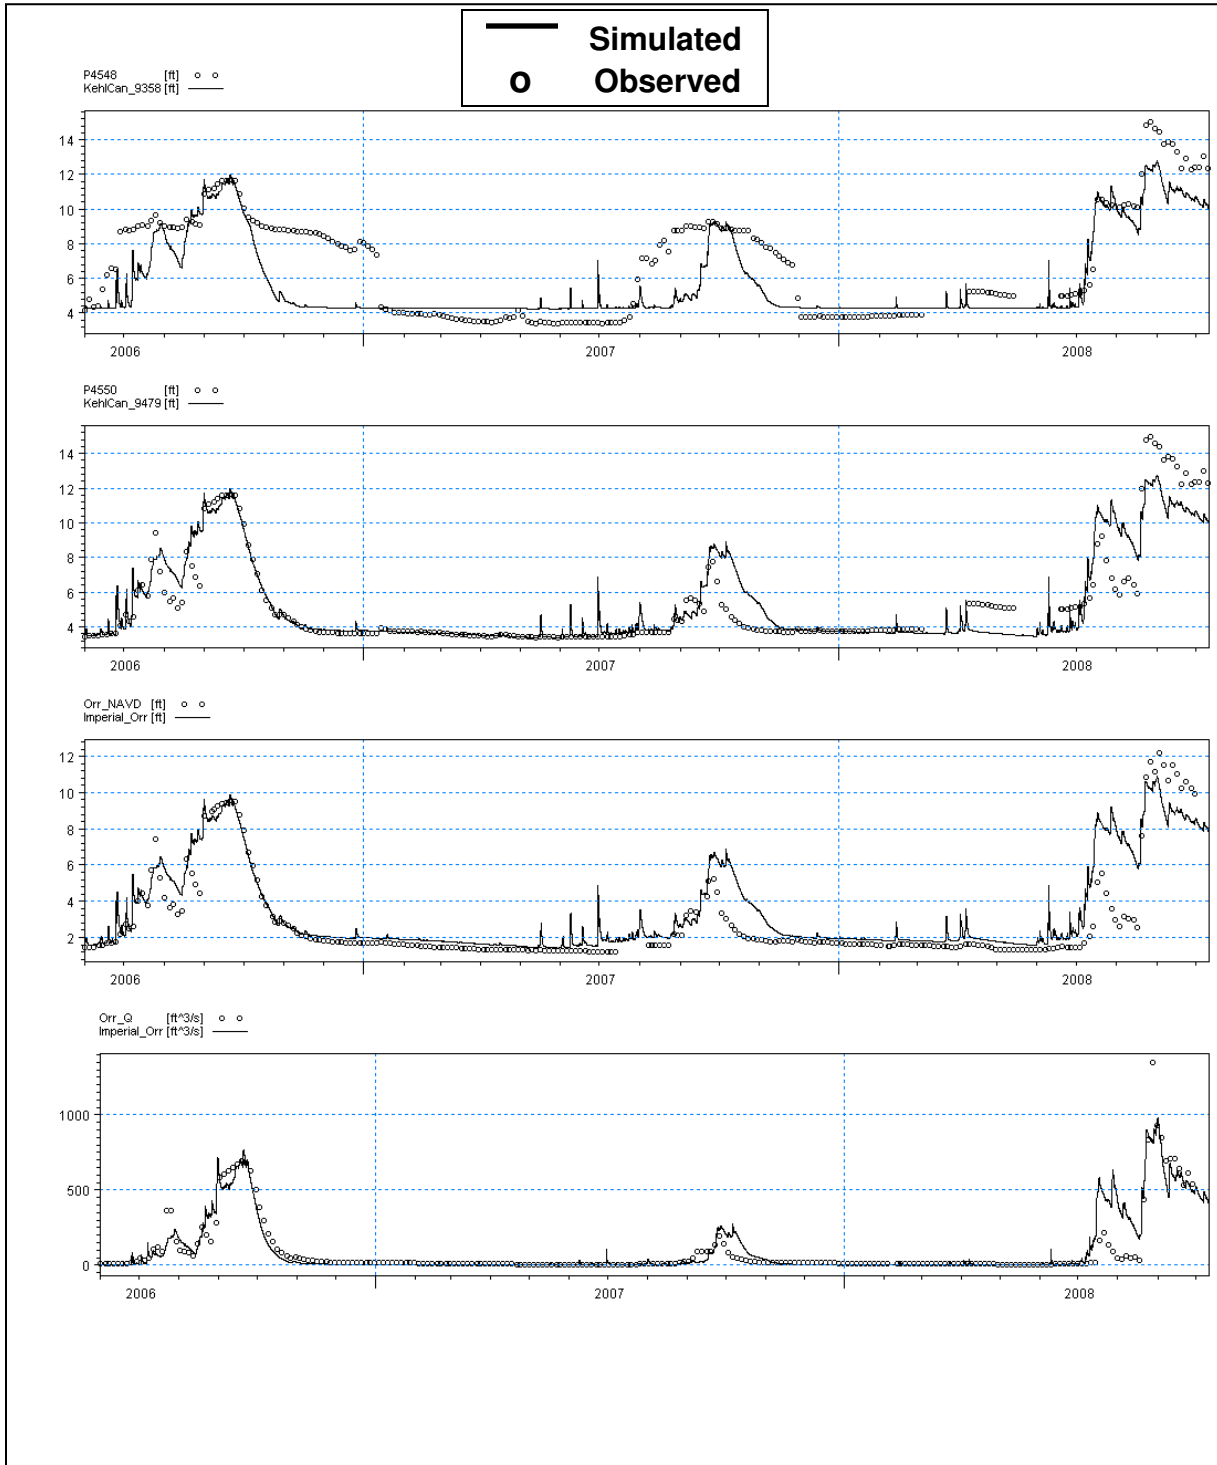 Simulated
o Observed
P4548 [ft] o o
KehlCan_9358 [ft]
14
12
10
8
6
4
2006 2007 2008
P4550 [ft] o o
KehlCan_9479 [ft]
14
12
10
8
6
4
2006 2007 2008
Orr_NAVD [ft] o o
Imperial_Orr [ft]
12
10
8
6
4
2
2006 2007 2008
Orr_Q [ft^3/s] o o
Imperial_Orr [ft^3/s]
1000
500
0
2006 2007 2008